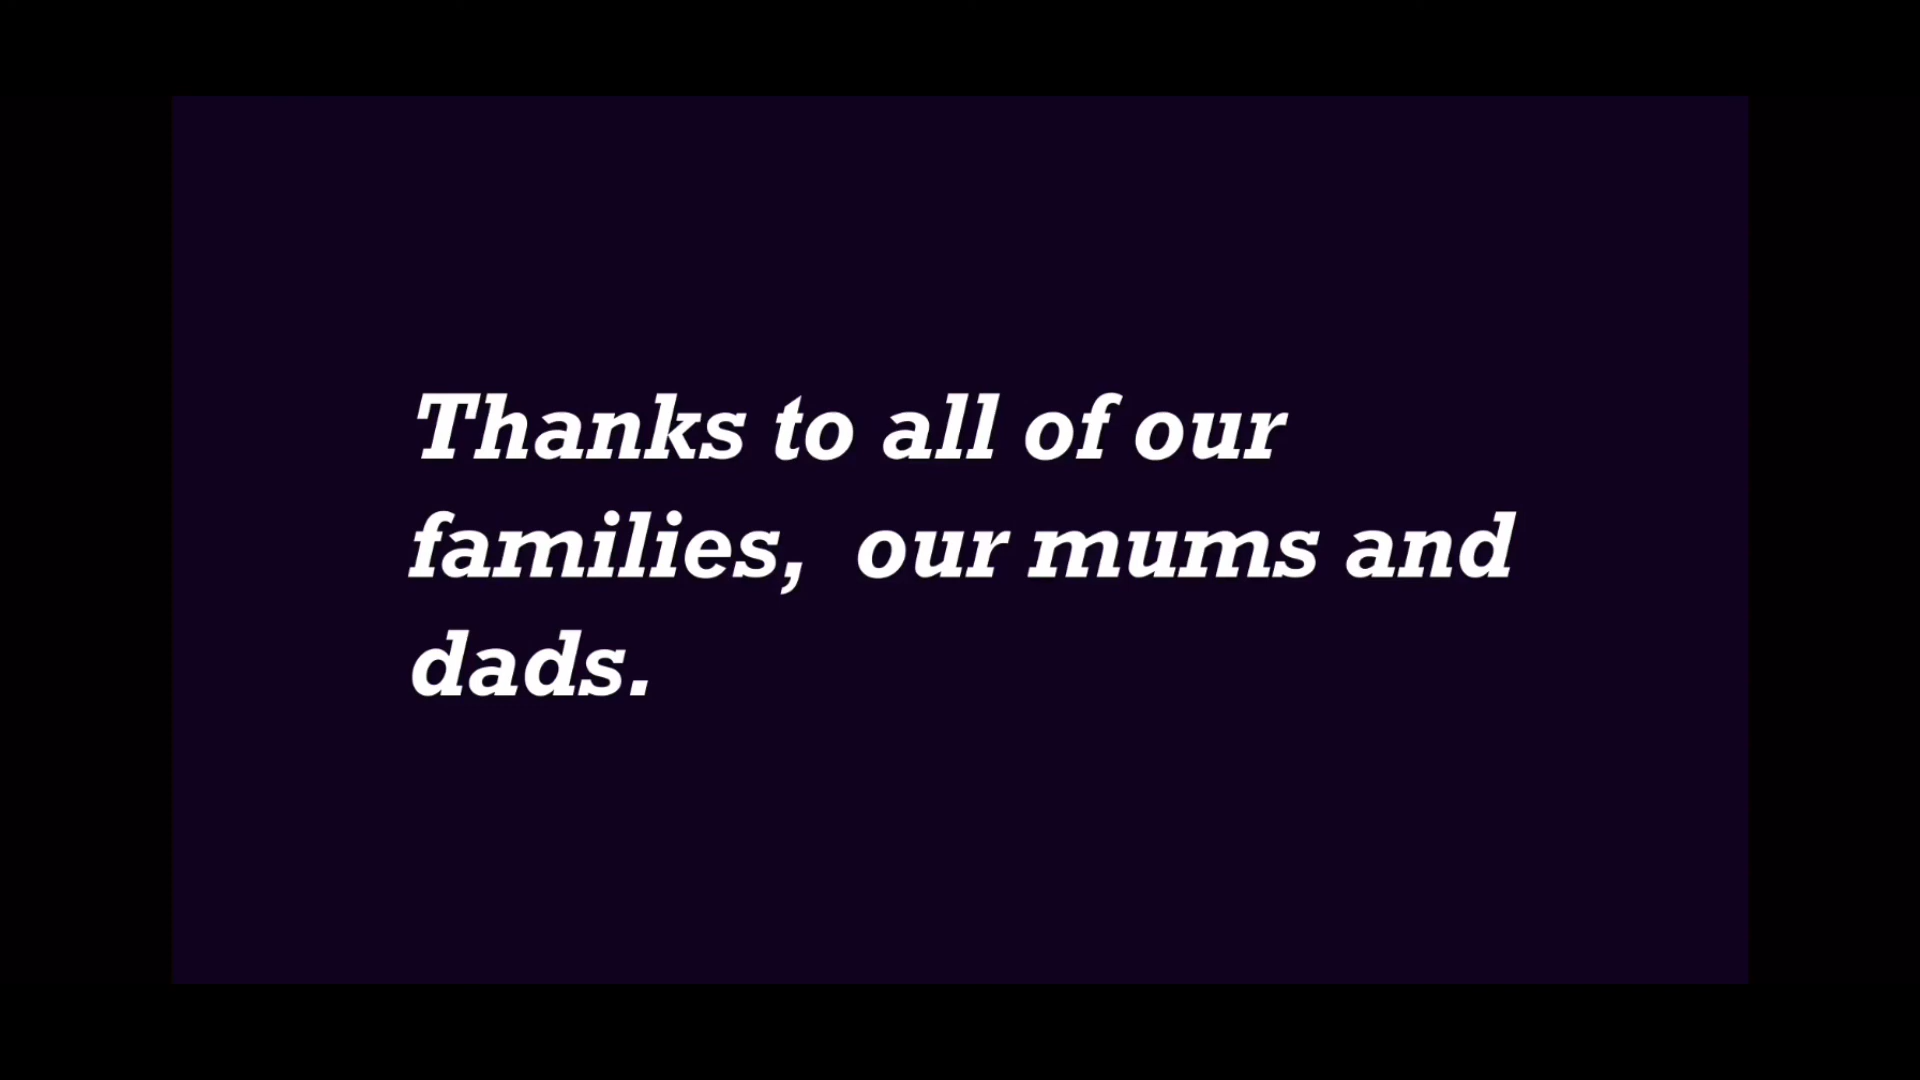 Thanks to all of our
families,  our mums and
dads.